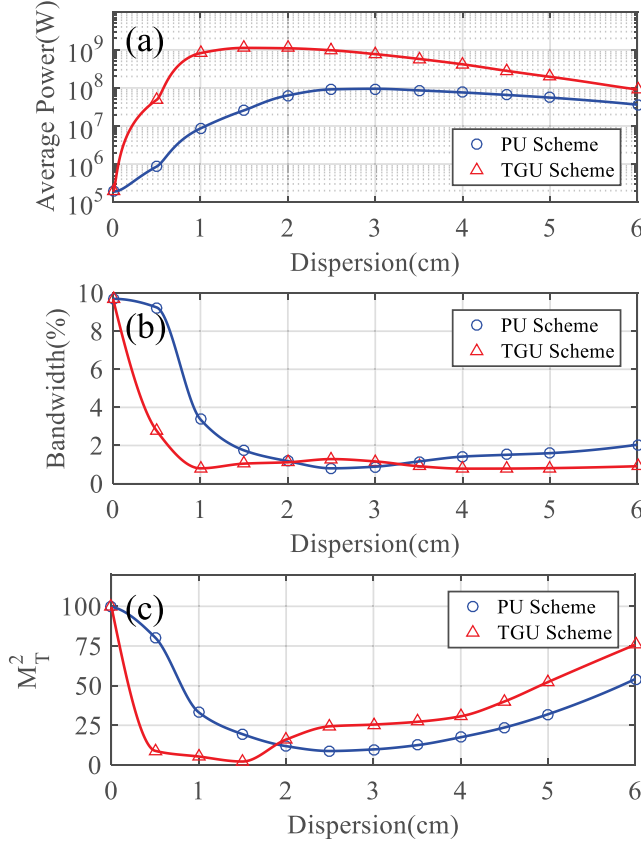 (a)
Average Power(W)
10^9
10^8
10^7
10^6
10^5
PU Scheme
TGU Scheme
0 1 2 3 4 5 6
Dispersion(cm)
(b)
Bandwidth(%)
10
8
6
4
2
0
PU Scheme
TGU Scheme
0 1 2 3 4 5 6
Dispersion(cm)
(c)
M_T^2
100
75
50
25
0
PU Scheme
TGU Scheme
0 1 2 3 4 5 6
Dispersion(cm)